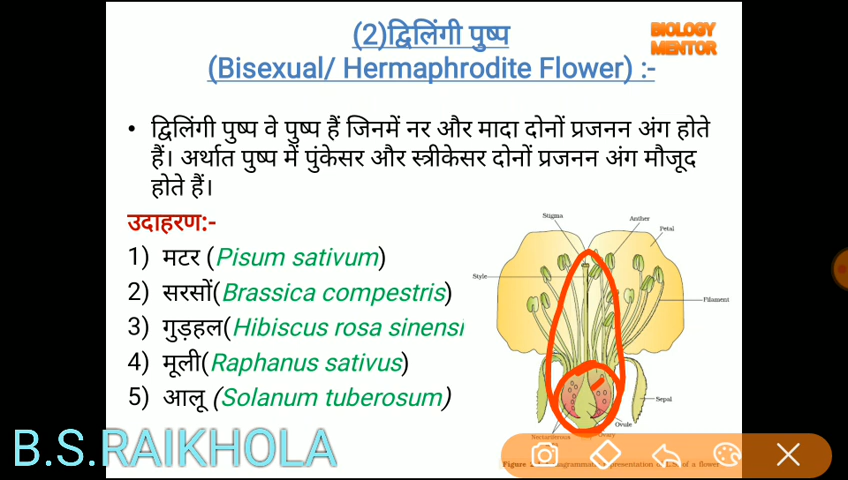 (2)द्विलिंगी पुष्प
BIOLOGY
MENTOR
(Bisexual/ Hermaphrodite Flower) :-
• द्विलिंगी पुष्प वे पुष्प हैं जिनमें नर और मादा दोनों प्रजनन अंग होते
हैं। अर्थात पुष्प में पुंकेसर और स्त्रीकेसर दोनों प्रजनन अंग मौजूद
होते हैं।
उदाहरण:-
1) मटर (Pisum sativum)
2) सरसों(Brassica compestris)
3) गुड़हल(Hibiscus rosa sinensi
4) मूली(Raphanus sativus)
5) आलू (Solanum tuberosum)
Stigma
Anther
Petal
Style
Filament
Sepal
Ovule
B.S.RAIKHOLA